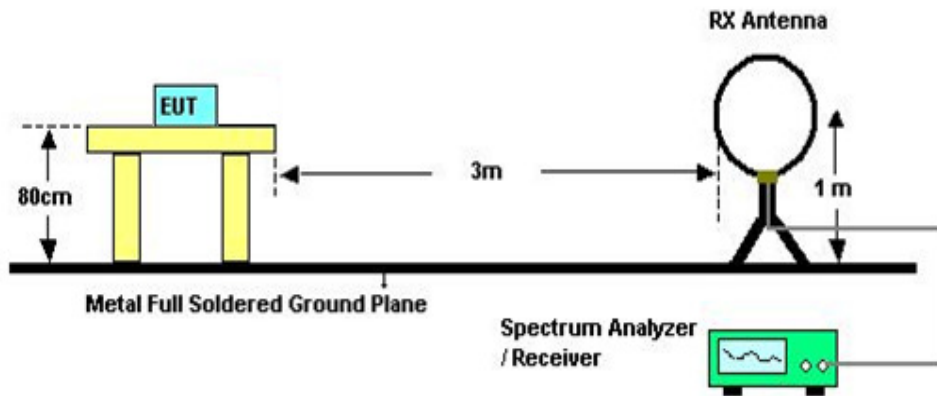 RX Antenna
EUT
3m
80cm
1 m
Metal Full Soldered Ground Plane
Spectrum Analyzer
/ Receiver